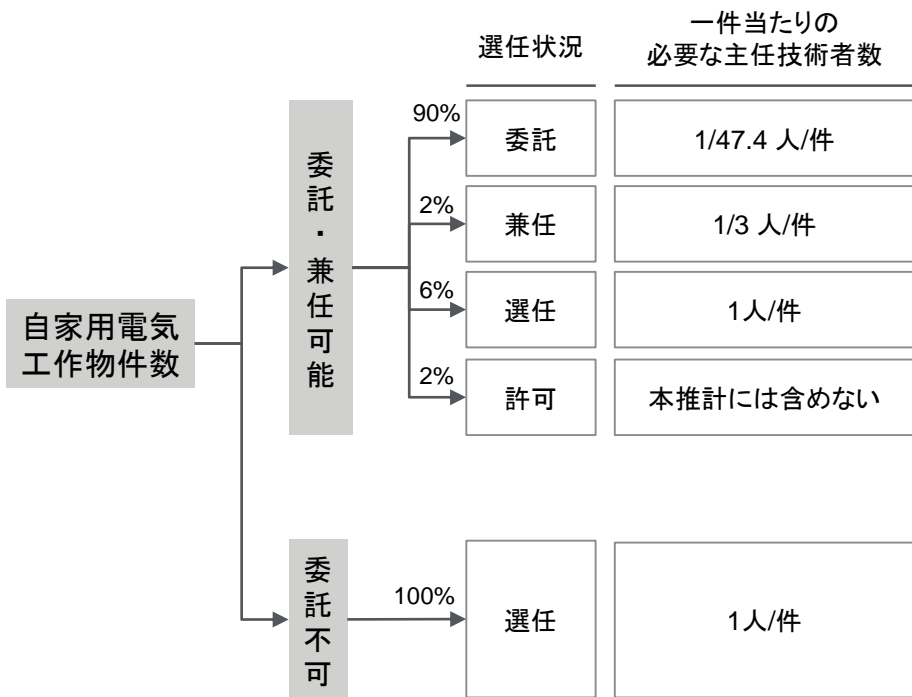 選任状況
一件当たりの
必要な主任技術者数
自家用電気
工作物件数
委託・兼任可能
90%
委託
1/47.4 人/件
2%
兼任
1/3 人/件
6%
選任
1人/件
2%
許可
本推計には含めない
委託不可
100%
選任
1人/件